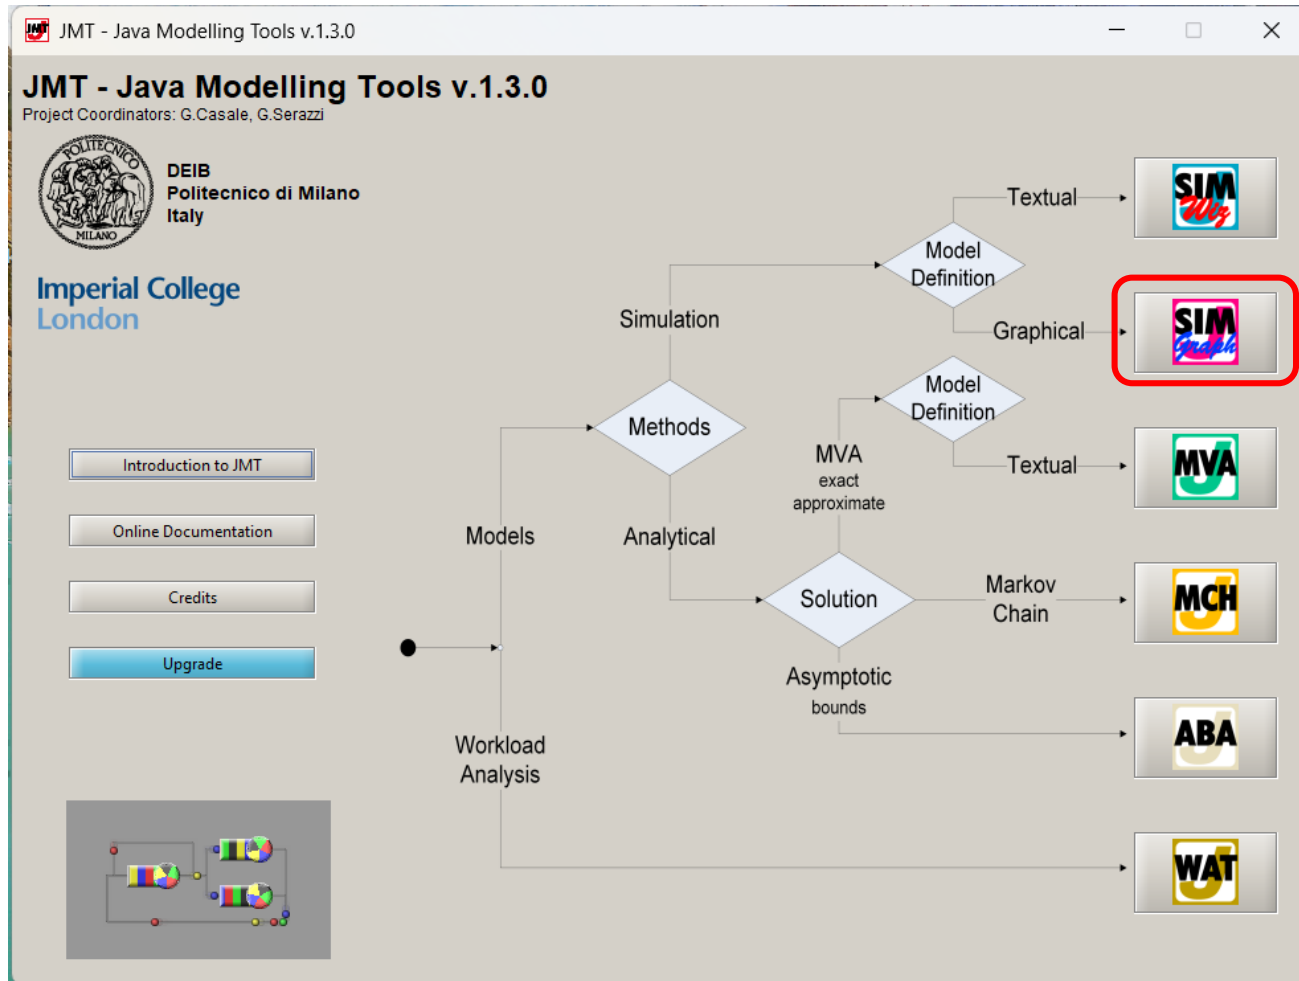 JMT - Java Modelling Tools v.1.3.0
JMT - Java Modelling Tools v.1.3.0
Project Coordinators: G.Casale, G.Serazzi
POLITECNICO
MILANO
DEIB
Politecnico di Milano
Italy
Imperial College
London
Introduction to JMT
Online Documentation
Credits
Upgrade
Models
Workload
Analysis
Methods
Simulation
Analytical
Model
Definition
Textual
Graphical
Solution
MVA
exact
approximate
Model
Definition
Textual
Markov
Chain
Asymptotic
bounds
SIM
Wiz
SIM
Graph
MVA
MCH
ABA
WAT